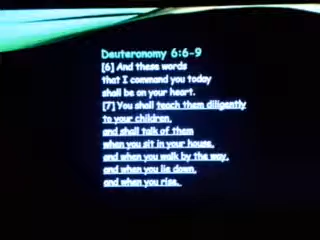 Deuteronomy 6:6-9
[6] And these words
that I command you today
shall be on your heart.
[7] You shall teach them diligently
to your children,
and shall talk of them
when you sit in your house,
and when you walk by the way,
and when you lie down,
and when you rise.